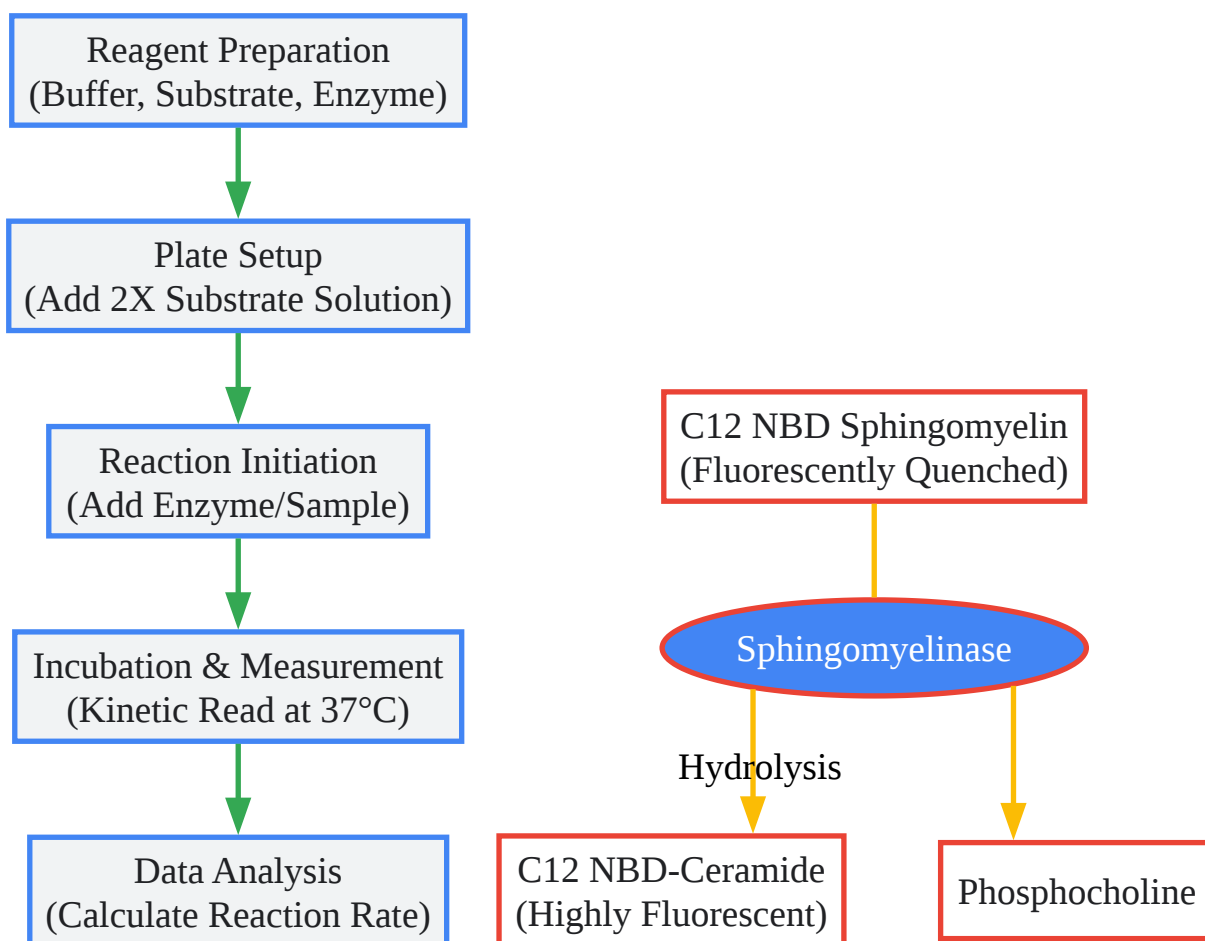 Reagent Preparation
(Buffer, Substrate, Enzyme)
Plate Setup
(Add 2X Substrate Solution)
Reaction Initiation
(Add Enzyme/Sample)
Incubation & Measurement
(Kinetic Read at 37°C)
Data Analysis
(Calculate Reaction Rate)
C12 NBD Sphingomyelin
(Fluorescently Quenched)
Sphingomyelinase
Hydrolysis
C12 NBD-Ceramide
(Highly Fluorescent)
Phosphocholine